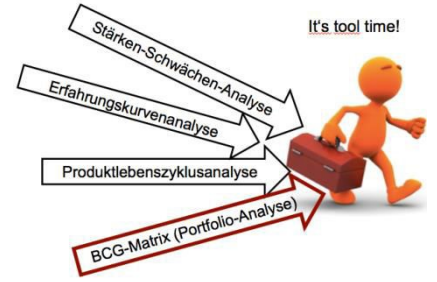 It's tool time!
Stärken-Schwächen-Analyse
Erfahrungskurvenanalyse
Produktlebenszyklusanalyse
BCG-Matrix (Portfolio-Analyse)